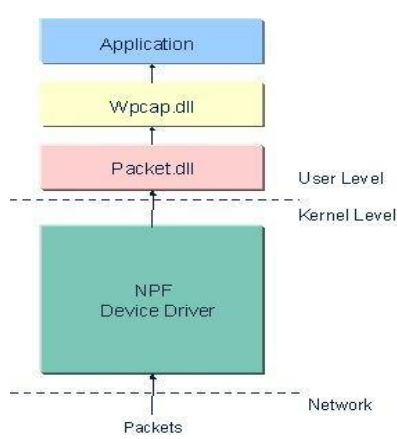 Application
Wpcap.dll
Packet.dll
User Level
Kernel Level
NPF
Device Driver
Network
Packets